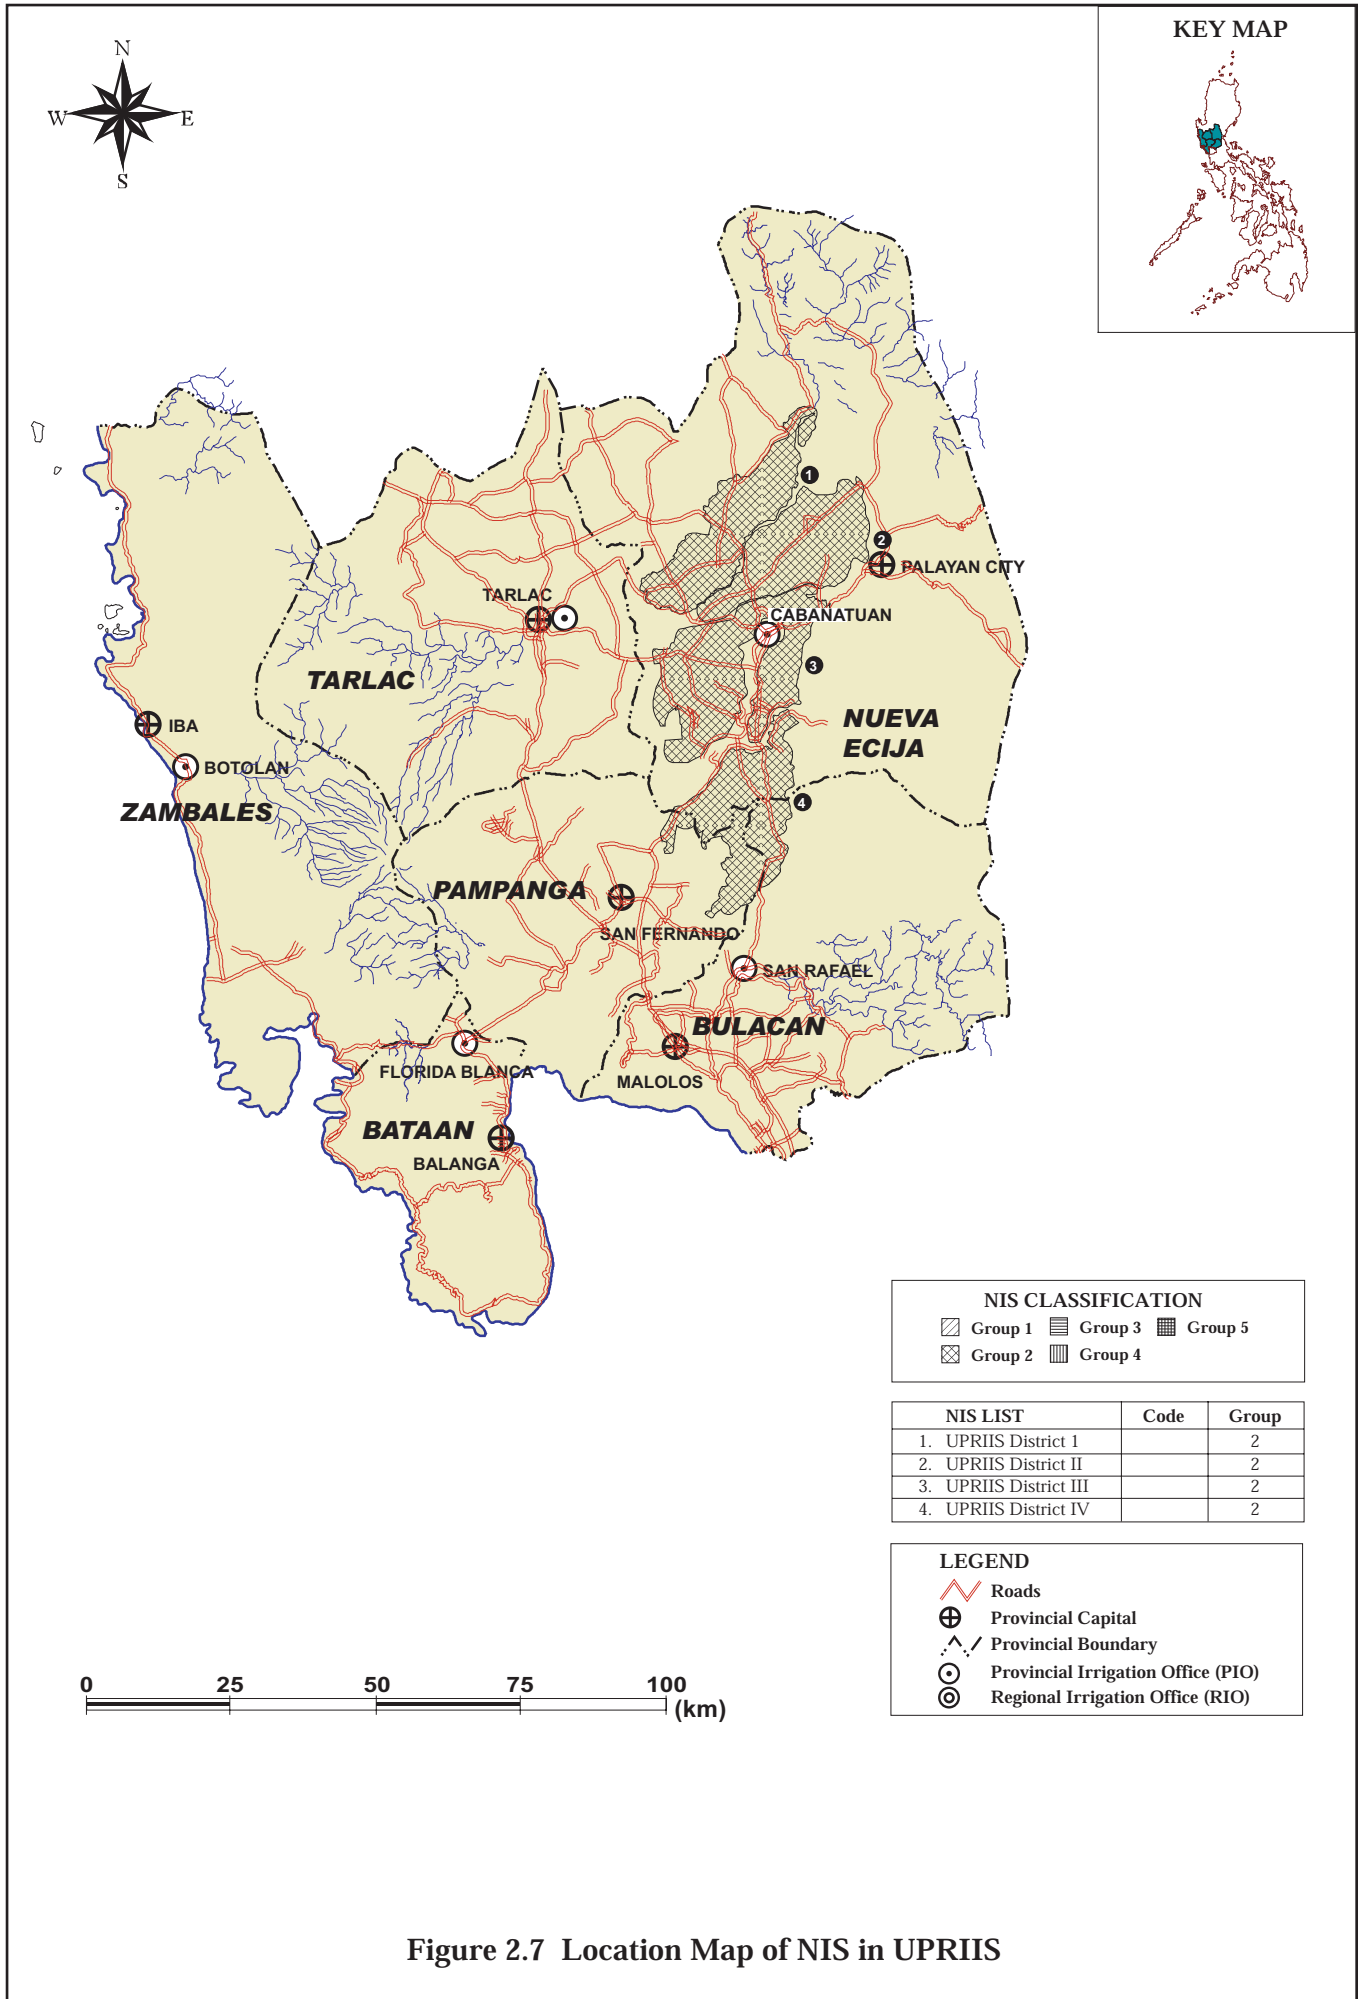 KEY MAP
N
W
E
S
1
2
PALAYAN CITY
TARLAC
CABANATUAN
3
TARLAC
NUEVA
ECIJA
IBA
BOTOLAN
ZAMBALES
4
PAMPANGA
SAN FERNANDO
SAN RAFAEL
BULACAN
FLORIDA BLANCA
MALOLOS
BATAAN
BALANGA
NIS CLASSIFICATION
Group 1 Group 3 Group 5
Group 2 Group 4
NIS LIST Code Group
1. UPRIIS District 1 2
2. UPRIIS District II 2
3. UPRIIS District III 2
4. UPRIIS District IV 2
LEGEND
Roads
Provincial Capital
Provincial Boundary
Provincial Irrigation Office (PIO)
Regional Irrigation Office (RIO)
0 25 50 75 100
(km)
Figure 2.7 Location Map of NIS in UPRIIS